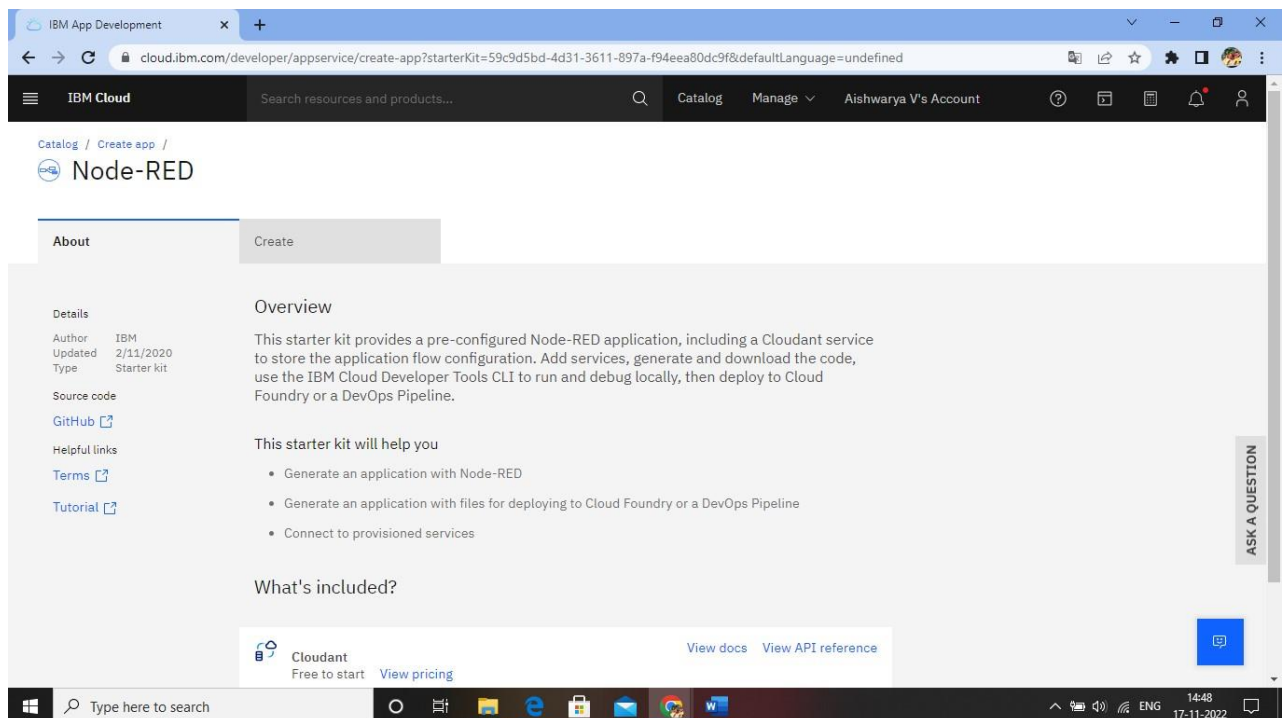 IBM App Development
cloud.ibm.com/developer/appservice/create-app?starterKit=59c9d5bd-4d31-3611-897a-f94eea80dc9f&defaultLanguage=undefined
IBM Cloud
Search resources and products...
Catalog
Manage
Aishwarya V's Account
Catalog / Create app /
Node-RED
About
Create
Details
Author IBM
Updated 2/11/2020
Type Starter kit
Source code
GitHub
Helpful links
Terms
Tutorial
Overview
This starter kit provides a pre-configured Node-RED application, including a Cloudant service
to store the application flow configuration. Add services, generate and download the code,
use the IBM Cloud Developer Tools CLI to run and debug locally, then deploy to Cloud
Foundry or a DevOps Pipeline.
This starter kit will help you
• Generate an application with Node-RED
• Generate an application with files for deploying to Cloud Foundry or a DevOps Pipeline
• Connect to provisioned services
What's included?
Cloudant
Free to start View pricing
View docs View API reference
ASK A QUESTION
Type here to search
ENG
14:48
17-11-2022